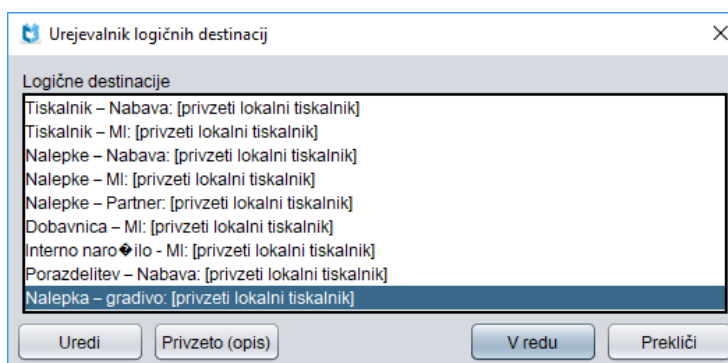 Urejevalnik logičnih destinacij
Logične destinacije
Tiskalnik – Nabava: [privzeti lokalni tiskalnik]
Tiskalnik – MI: [privzeti lokalni tiskalnik]
Nalepke – Nabava: [privzeti lokalni tiskalnik]
Nalepke – MI: [privzeti lokalni tiskalnik]
Nalepke – Partner: [privzeti lokalni tiskalnik]
Dobavnica – MI: [privzeti lokalni tiskalnik]
Interno naro�ilo - MI: [privzeti lokalni tiskalnik]
Porazdelitev – Nabava: [privzeti lokalni tiskalnik]
Nalepka – gradivo: [privzeti lokalni tiskalnik]
Uredi Privzeto (opis) V redu Prekliči